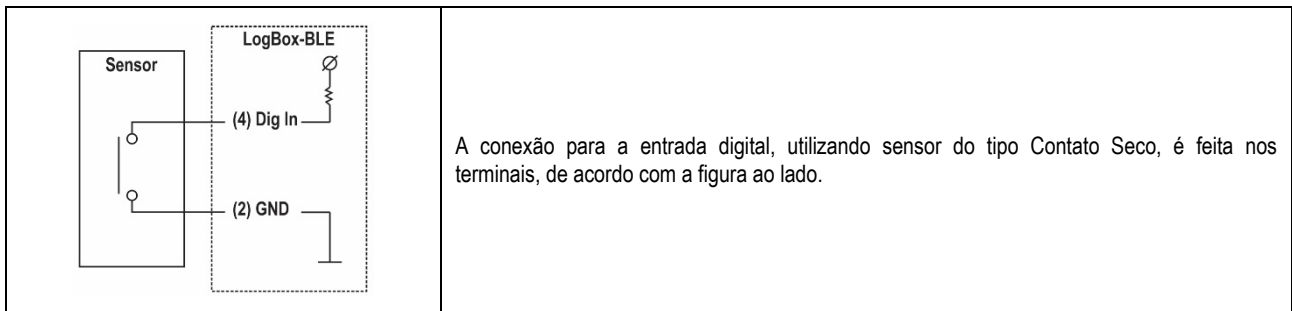 LogBox-BLE
Sensor
(4) Dig In
(2) GND
A conexão para a entrada digital, utilizando sensor do tipo Contato Seco, é feita nos
terminais, de acordo com a figura ao lado.